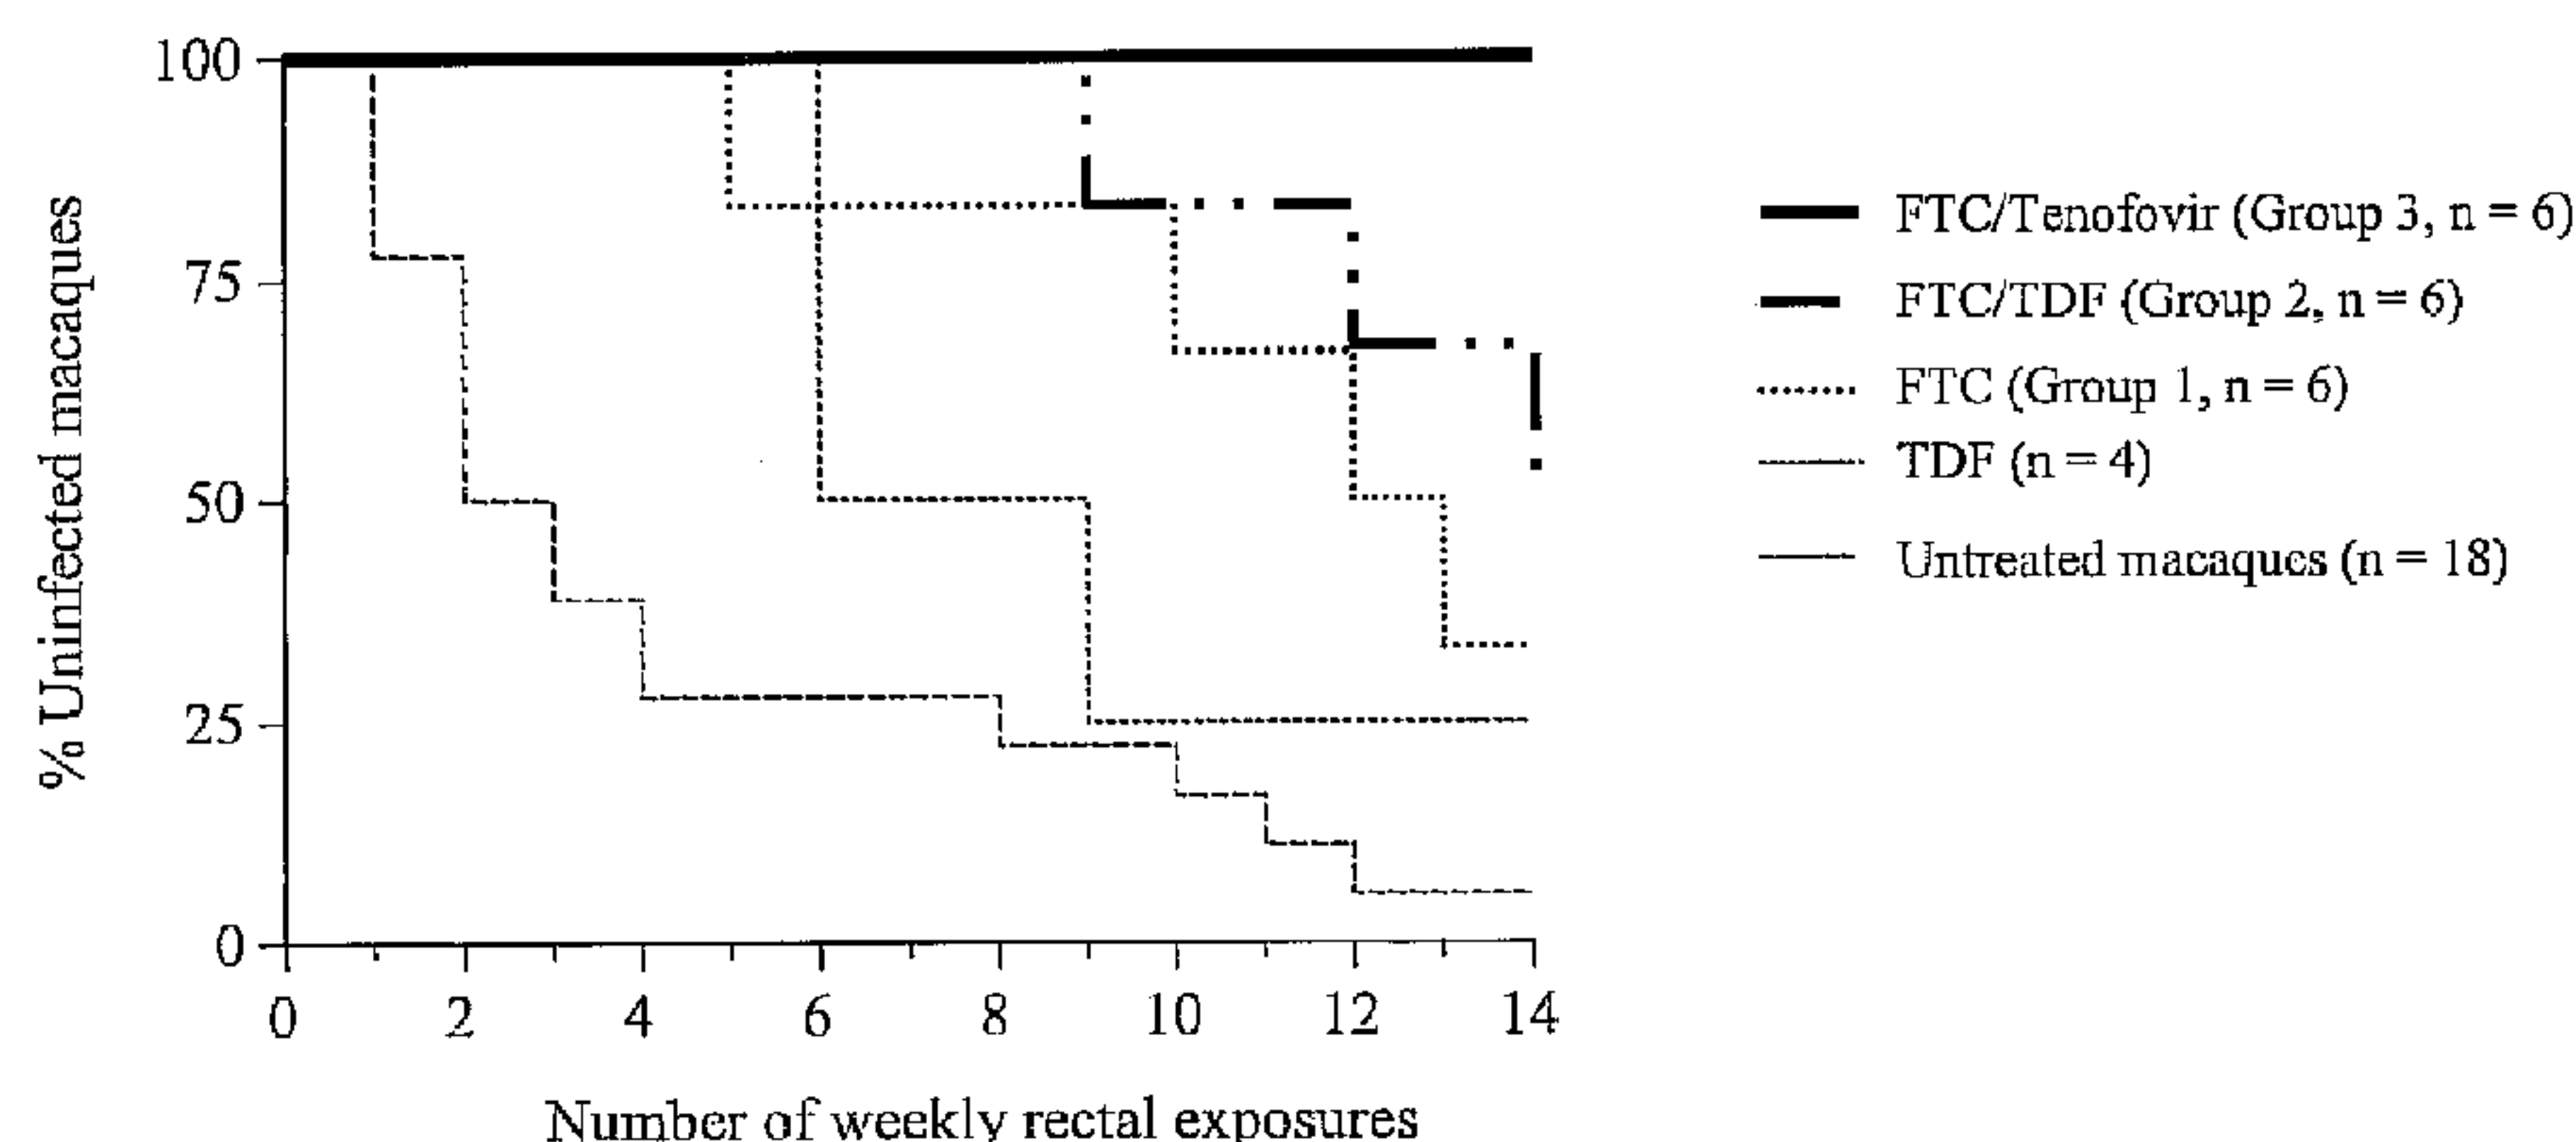 100
75
50
25
0
% Uninfected macaques
0 2 4 6 8 10 12 14
Number of weekly rectal exposures
FTC/Tenofovir (Group 3, n = 6)
FTC/TDF (Group 2, n = 6)
FTC (Group 1, n = 6)
TDF (n = 4)
Untreated macaques (n = 18)